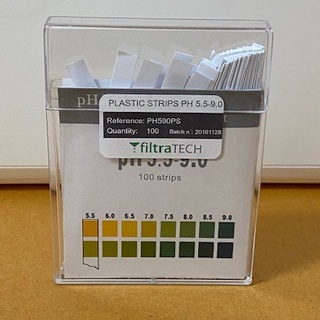 pH
PLASTIC STRIPS PH 5.5-9.0
Reference: PH590PS
Quantity: 100 Batch n°: 20161128
filtraTECH
pH 5.5-9.0
100 strips
5.5 6.0 6.5 7.0 7.5 8.0 8.5 9.0